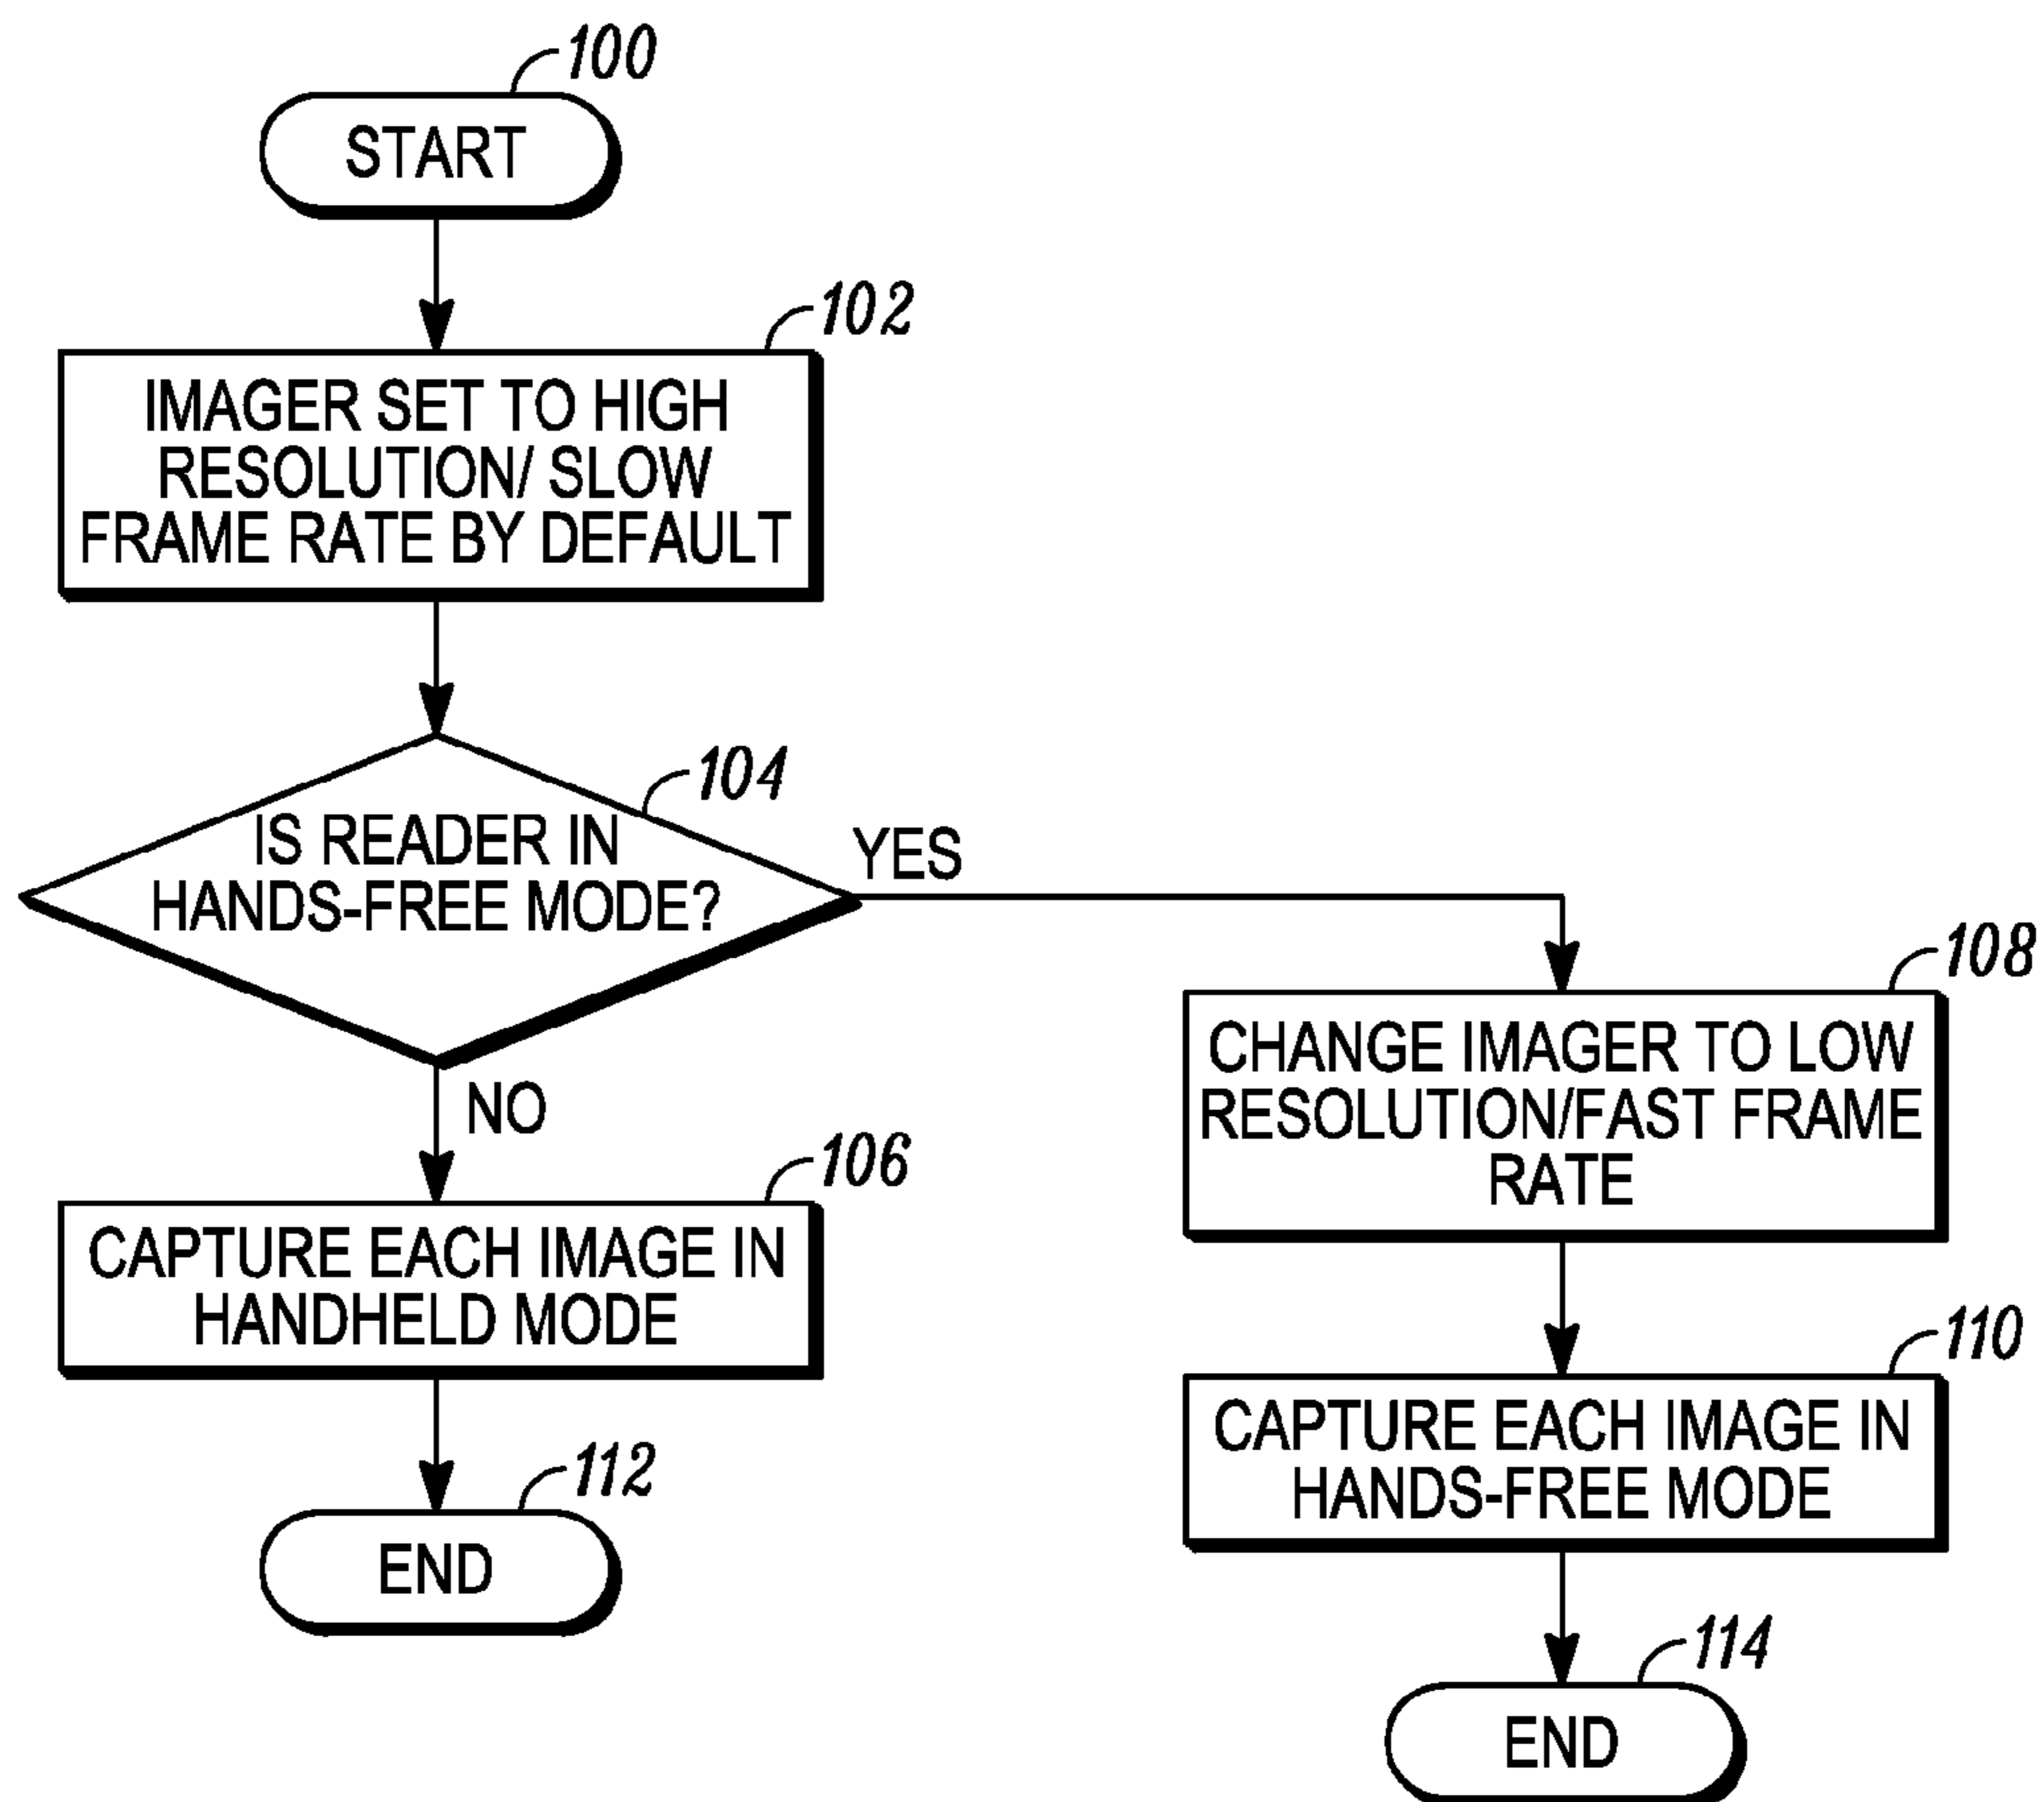 100
START
102
IMAGER SET TO HIGH
RESOLUTION/ SLOW
FRAME RATE BY DEFAULT
104
IS READER IN
HANDS-FREE MODE?
YES
NO
106
CAPTURE EACH IMAGE IN
HANDHELD MODE
112
END
108
CHANGE IMAGER TO LOW
RESOLUTION/FAST FRAME
RATE
110
CAPTURE EACH IMAGE IN
HANDS-FREE MODE
114
END